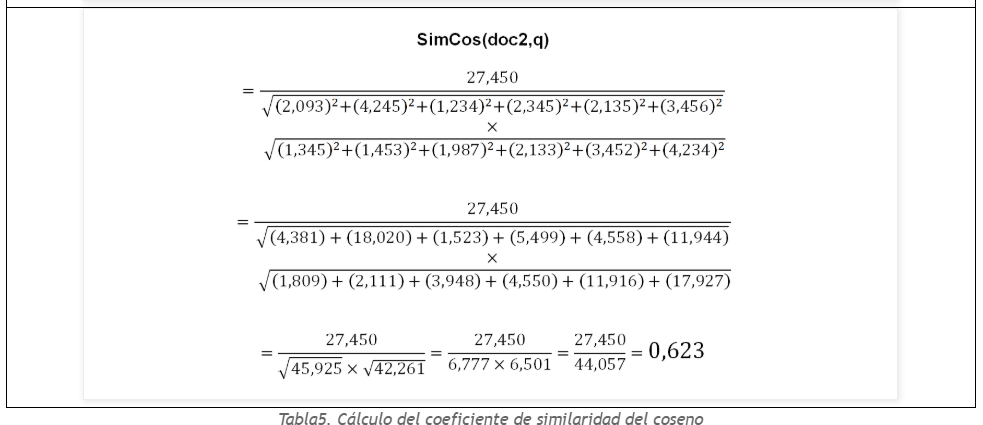 SimCos(doc2,q)
27,450
=
√(2,093)²+(4,245)²+(1,234)²+(2,345)²+(2,135)²+(3,456)²
×
√(1,345)²+(1,453)²+(1,987)²+(2,133)²+(3,452)²+(4,234)²
27,450
=
√(4,381) + (18,020) + (1,523) + (5,499) + (4,558) + (11,944)
×
√(1,809) + (2,111) + (3,948) + (4,550) + (11,916) + (17,927)
27,450 27,450 27,450
= = = = 0,623
√45,925 × √42,261 6,777 × 6,501 44,057
Tabla5. Cálculo del coeficiente de similaridad del coseno